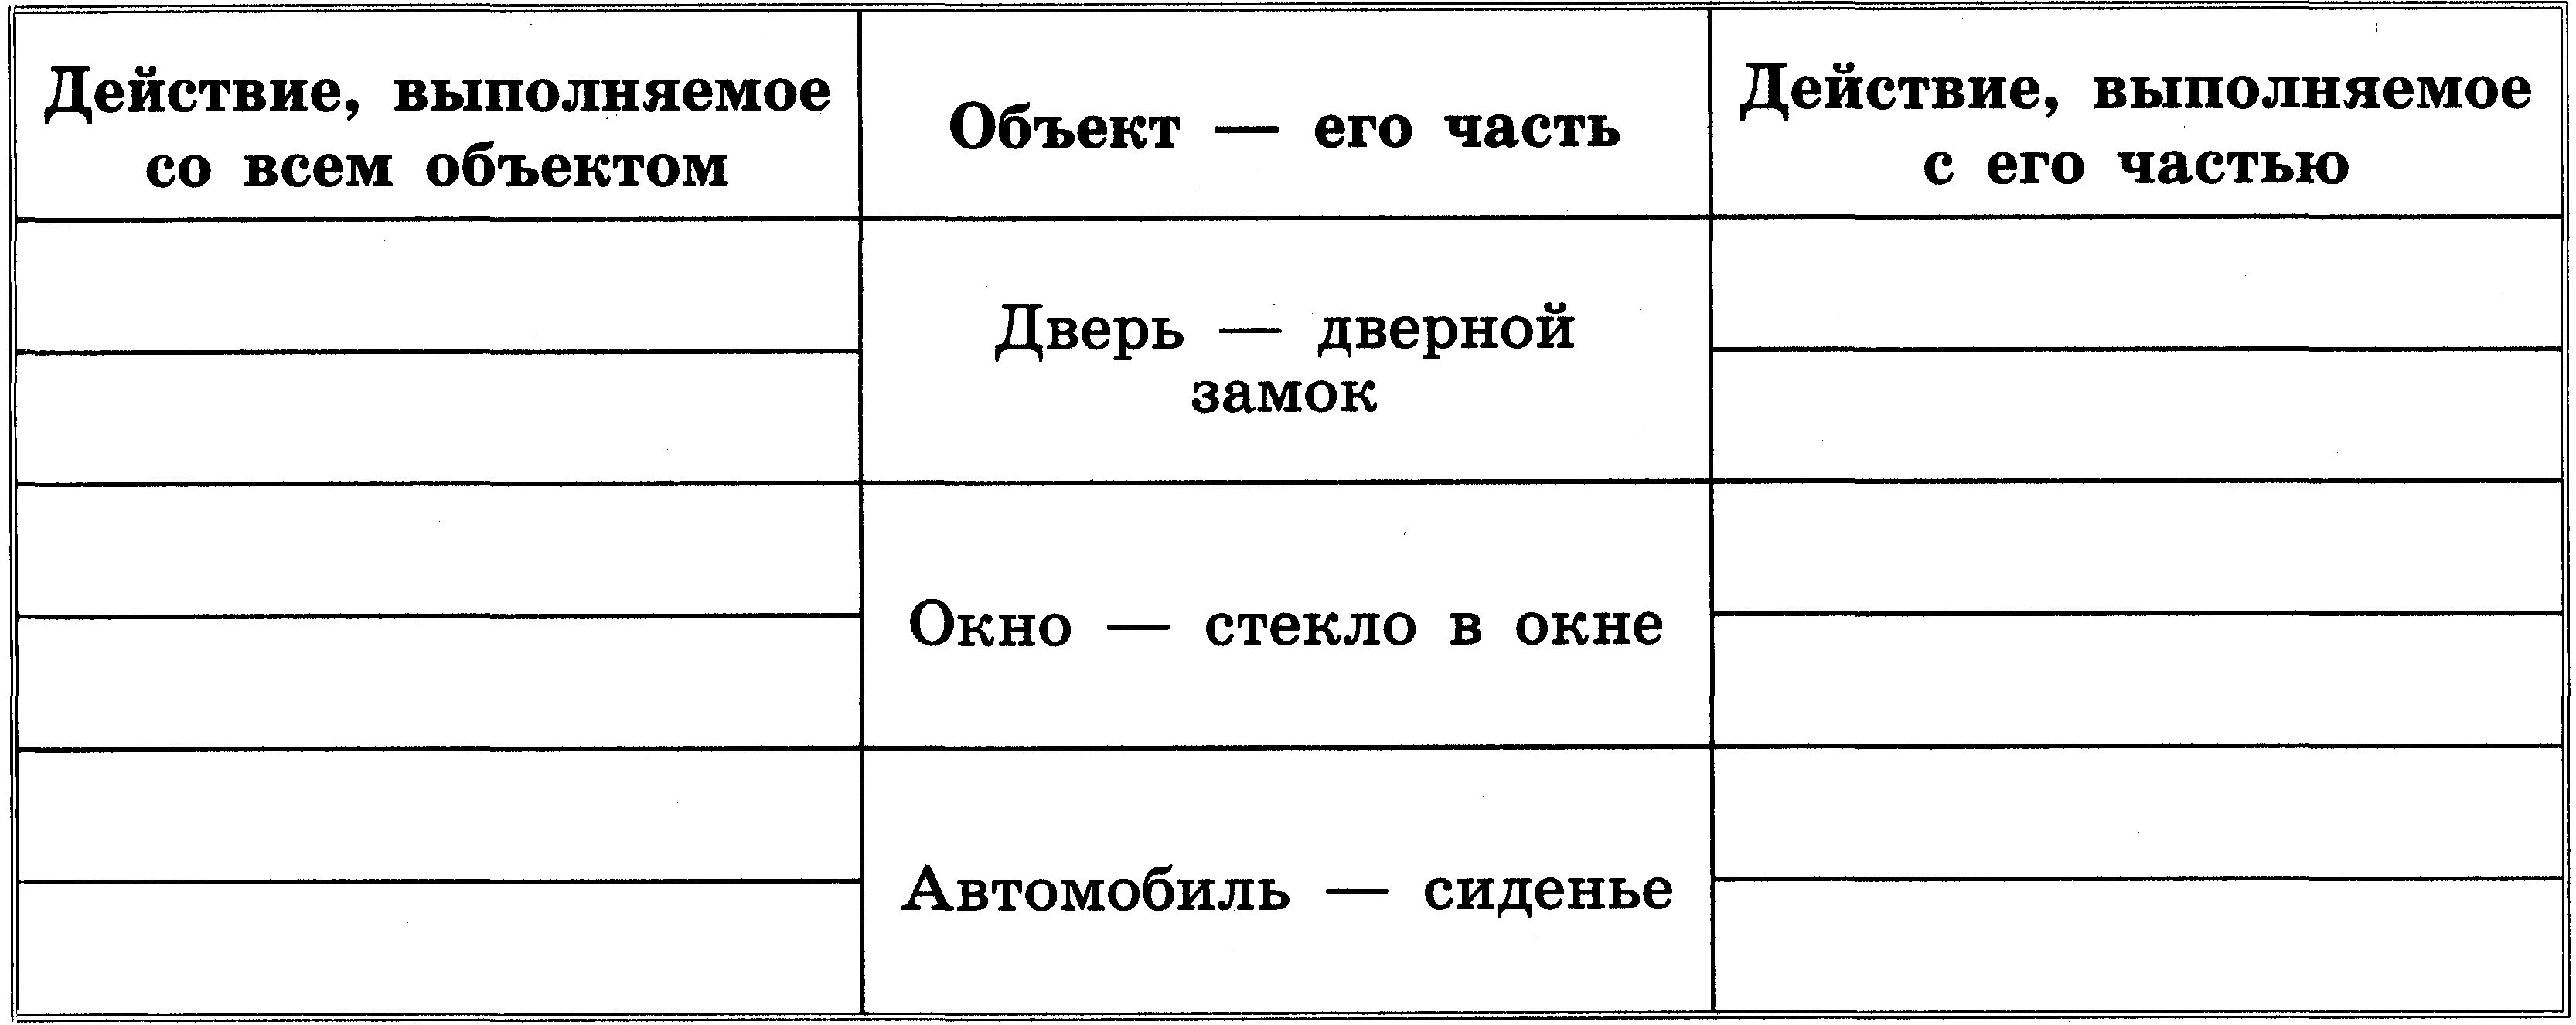 Действие, выполняемое
со всем объектом
Объект — его часть
Действие, выполняемое
с его частью
Дверь — дверной
замок
Окно — стекло в окне
Автомобиль — сиденье